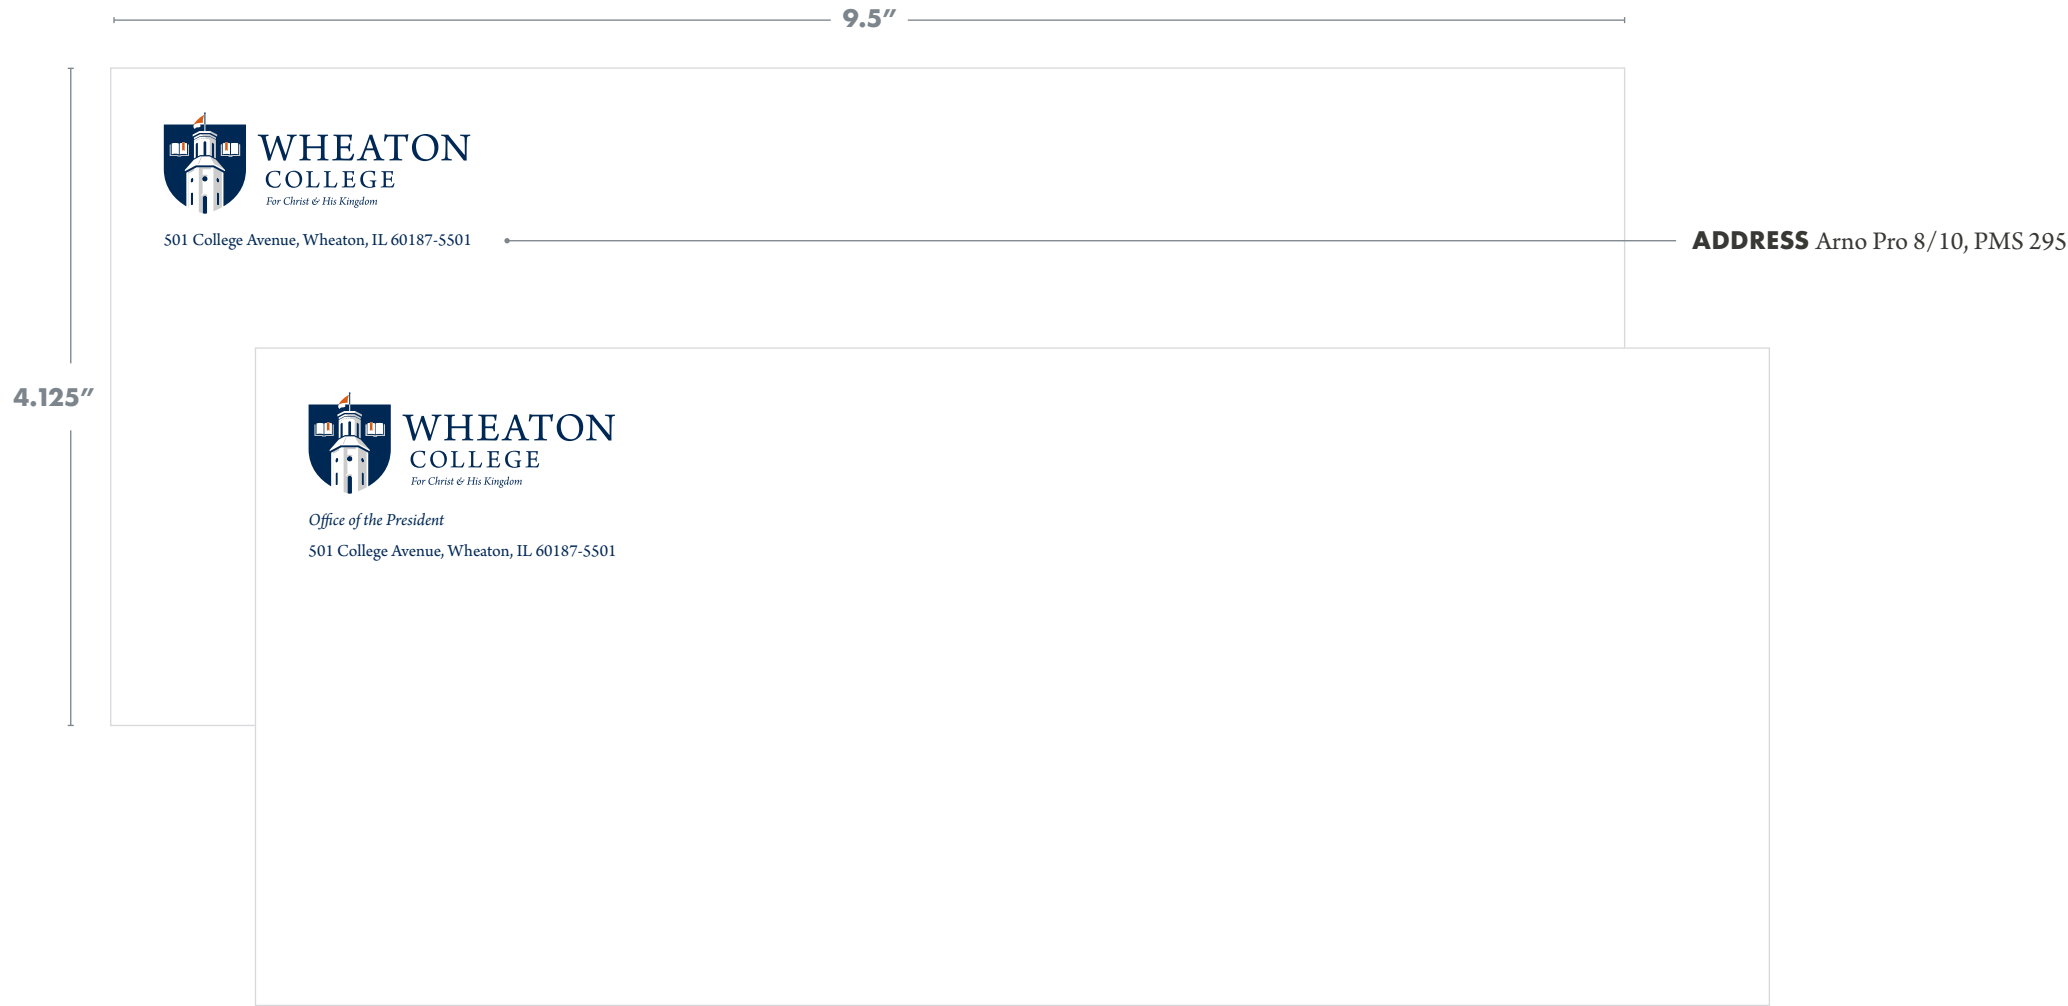 9.5″
WHEATON
COLLEGE
For Christ & His Kingdom
501 College Avenue, Wheaton, IL 60187-5501
ADDRESS Arno Pro 8/10, PMS 295
4.125″
WHEATON
COLLEGE
For Christ & His Kingdom
Office of the President
501 College Avenue, Wheaton, IL 60187-5501